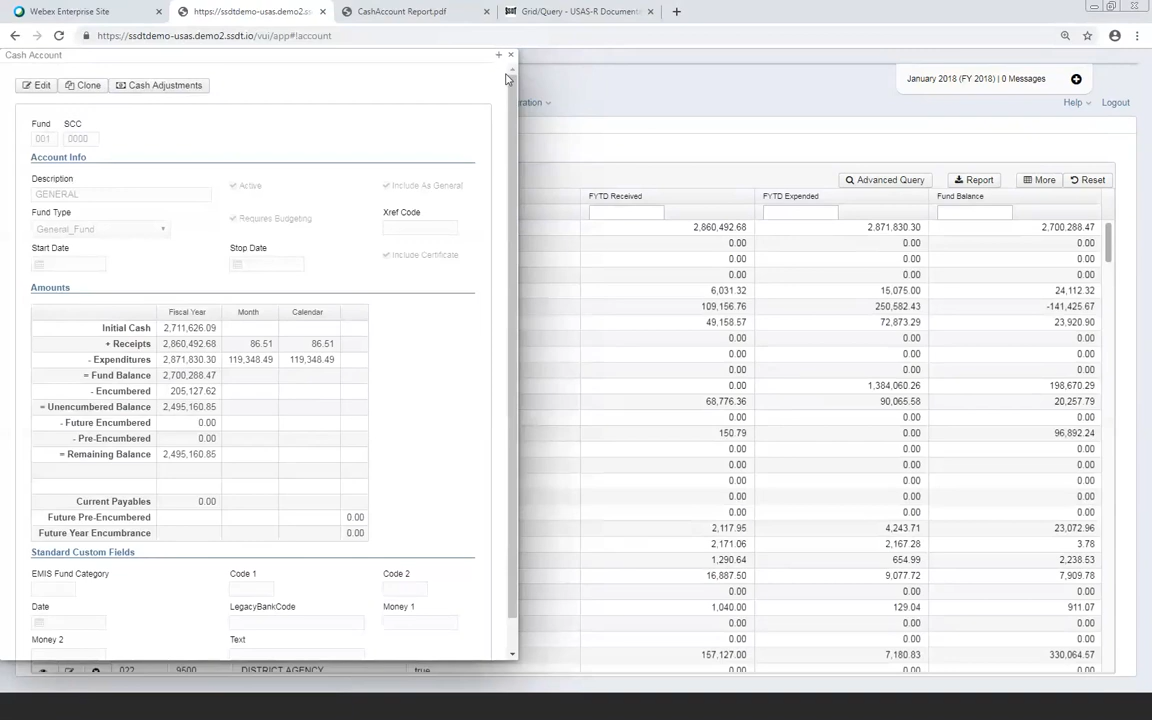 Webex Enterprise Site × https://ssdtdemo-usas.demo2.ss × CashAccount Report.pdf × Grid/Query - USAS-R Document × +
https://ssdtdemo-usas.demo2.ssdt.io/vui/app#!account
Cash Account + ×
January 2018 (FY 2018) | 0 Messages
ration Help Logout
Edit Clone Cash Adjustments
Advanced Query Report More Reset
Fund SCC
001 0000
Account Info
Description
GENERAL
Active
Include As General
Fund Type
General_Fund
Requires Budgeting
Xref Code
Start Date Stop Date
Include Certificate
Amounts
Fiscal Year Month Calendar
Initial Cash 2,711,626.09
+ Receipts 2,860,492.68 86.51 86.51
- Expenditures 2,871,830.30 119,348.49 119,348.49
= Fund Balance 2,700,288.47
- Encumbered 205,127.62
= Unencumbered Balance 2,495,160.85
- Future Encumbered 0.00
- Pre-Encumbered 0.00
= Remaining Balance 2,495,160.85
Current Payables 0.00
Future Pre-Encumbered 0.00
Future Year Encumbrance 0.00
Standard Custom Fields
EMIS Fund Category Code 1 Code 2
Date LegacyBankCode Money 1
Money 2 Text
FYTD Received FYTD Expended Fund Balance
2,860,492.68 2,871,830.30 2,700,288.47
0.00 0.00 0.00
0.00 0.00 0.00
0.00 0.00 0.00
6,031.32 15,075.00 24,112.32
109,156.76 250,582.43 -141,425.67
49,158.57 72,873.29 23,920.90
0.00 0.00 0.00
0.00 0.00 0.00
0.00 0.00 0.00
0.00 1,384,060.26 198,670.29
68,776.36 90,065.58 20,257.79
0.00 0.00 0.00
150.79 0.00 96,892.24
0.00 0.00 0.00
0.00 0.00 0.00
0.00 0.00 0.00
0.00 0.00 0.00
0.00 0.00 0.00
2,117.95 4,243.71 23,072.96
2,171.06 2,167.28 3.78
1,290.64 654.99 2,238.53
16,887.50 9,077.72 7,909.78
0.00 0.00 0.00
1,040.00 129.04 911.07
0.00 0.00 0.00
0.00 0.00 0.00
157,127.00 7,180.83 330,064.57
022 9500 DISTRICT AGENCY true 0.00 0.00 0.00